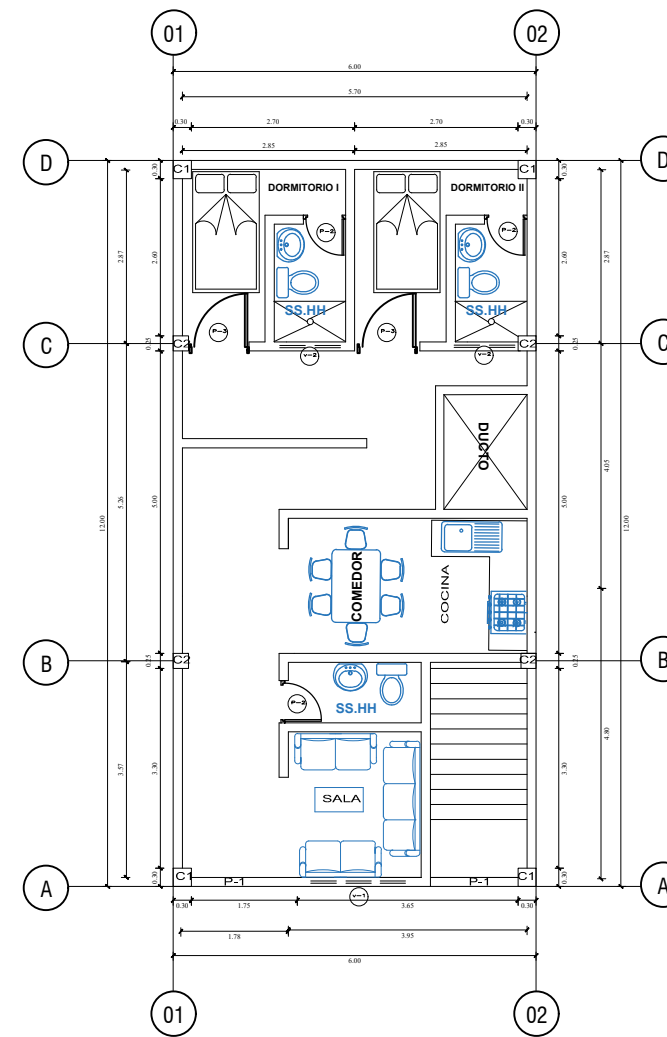 01 02
6.00
5.70
0.30 2.70 2.70 0.30
2.85 2.85
D D
C1 C1
0.30 0.30
DORMITORIO I DORMITORIO II
P-2 P-2
2.87 2.60 2.60 2.87
SS.HH SS.HH
P-3 P-3
C C
C2 C2
0.25 0.25
v-2 v-2
DUCTO
4.05
12.00 5.26 5.00 5.00 12.00
COMEDOR
COCINA
B B
C2 C2
0.25 0.25
P-2
SS.HH
4.80
3.57 3.30 3.30
SALA
0.30 0.30
C1 C1
P-1 P-1
A A
v-1
0.30 1.75 3.65 0.30
1.78 3.95
6.00
01 02